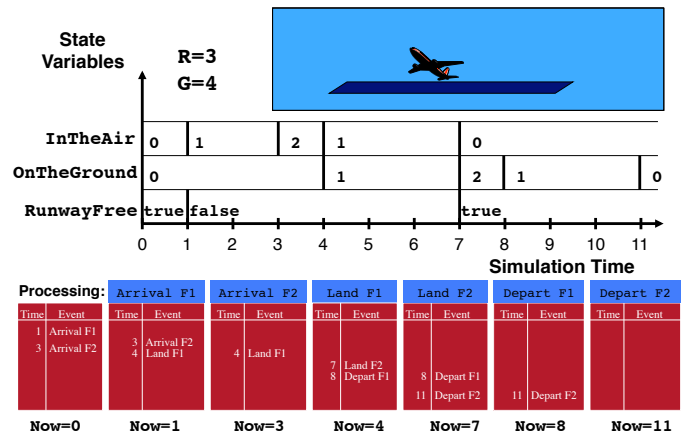 State
Variables
R=3
G=4
InTheAir 0 1 2 1 0
OnTheGround 0 1 2 1 0
RunwayFree true false true
0 1 2 3 4 5 6 7 8 9 10 11
Simulation Time
Processing: Arrival F1 Arrival F2 Land F1 Land F2 Depart F1 Depart F2
Time Event Time Event Time Event Time Event Time Event Time Event Time Event
1 Arrival F1
3 Arrival F2
3 Arrival F2
4 Land F1
4 Land F1
7 Land F2
8 Depart F1
8 Depart F1
11 Depart F2
11 Depart F2
Now=0 Now=1 Now=3 Now=4 Now=7 Now=8 Now=11